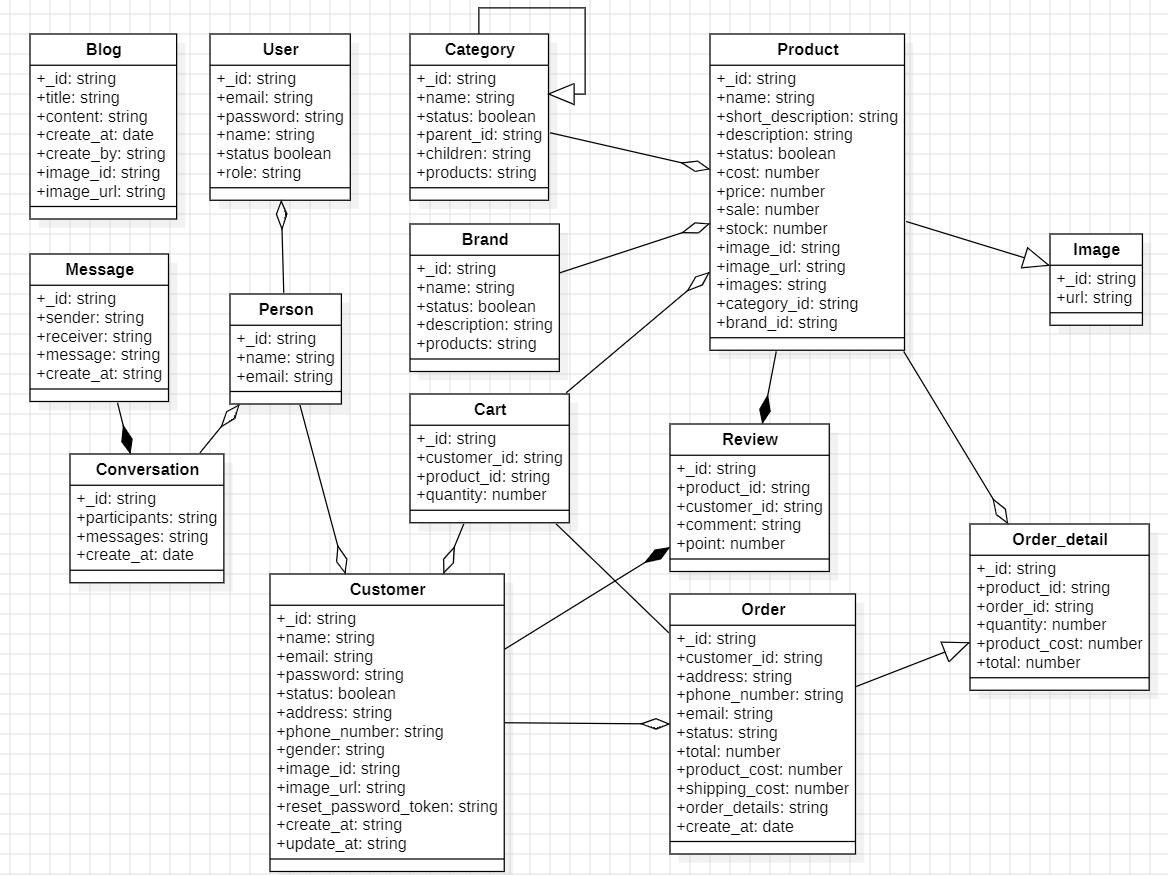 Blog
+_id: string
+title: string
+content: string
+create_at: date
+create_by: string
+image_id: string
+image_url: string
User
+_id: string
+email: string
+password: string
+name: string
+status boolean
+role: string
Category
+_id: string
+name: string
+status: boolean
+parent_id: string
+children: string
+products: string
Product
+_id: string
+name: string
+short_description: string
+description: string
+status: boolean
+cost: number
+price: number
+sale: number
+stock: number
+image_id: string
+image_url: string
+images: string
+category_id: string
+brand_id: string
Brand
+_id: string
+name: string
+status: boolean
+description: string
+products: string
Image
+_id: string
+url: string
Message
+_id: string
+sender: string
+receiver: string
+message: string
+create_at: string
Person
+_id: string
+name: string
+email: string
Cart
+_id: string
+customer_id: string
+product_id: string
+quantity: number
Review
+_id: string
+product_id: string
+customer_id: string
+comment: string
+point: number
Conversation
+_id: string
+participants: string
+messages: string
+create_at: date
Order_detail
+_id: string
+product_id: string
+order_id: string
+quantity: number
+product_cost: number
+total: number
Customer
+_id: string
+name: string
+email: string
+password: string
+status: boolean
+address: string
+phone_number: string
+gender: string
+image_id: string
+image_url: string
+reset_password_token: string
+create_at: string
+update_at: string
Order
+_id: string
+customer_id: string
+address: string
+phone_number: string
+email: string
+status: string
+total: number
+product_cost: number
+shipping_cost: number
+order_details: string
+create_at: date